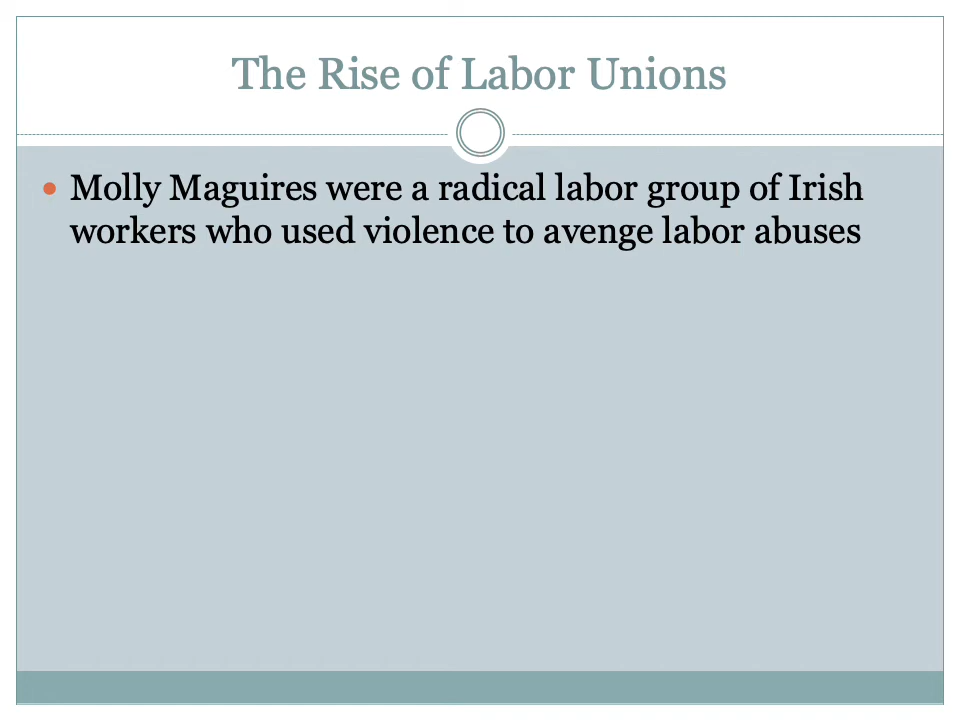 The Rise of Labor Unions
• Molly Maguires were a radical labor group of Irish
workers who used violence to avenge labor abuses